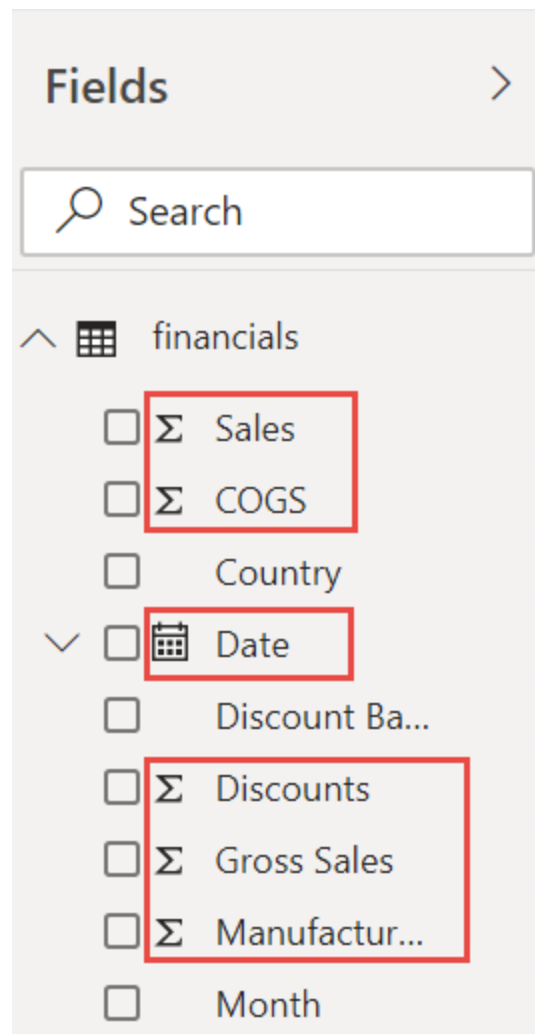 Fields
Search
financials
Σ Sales
Σ COGS
Country
Date
Discount Ba...
Σ Discounts
Σ Gross Sales
Σ Manufactur...
Month